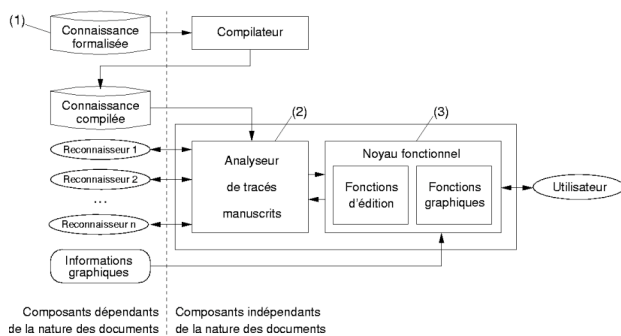 (1)
Connaissance
formalisée
Compilateur
Connaissance
compilée
(2)
(3)
Reconnaisseur 1
Reconnaisseur 2
...
Reconnaisseur n
Analyseur
de tracés
manuscrits
Noyau fonctionnel
Fonctions
d'édition
Fonctions
graphiques
Utilisateur
Informations
graphiques
Composants dépendants
de la nature des documents
Composants indépendants
de la nature des documents